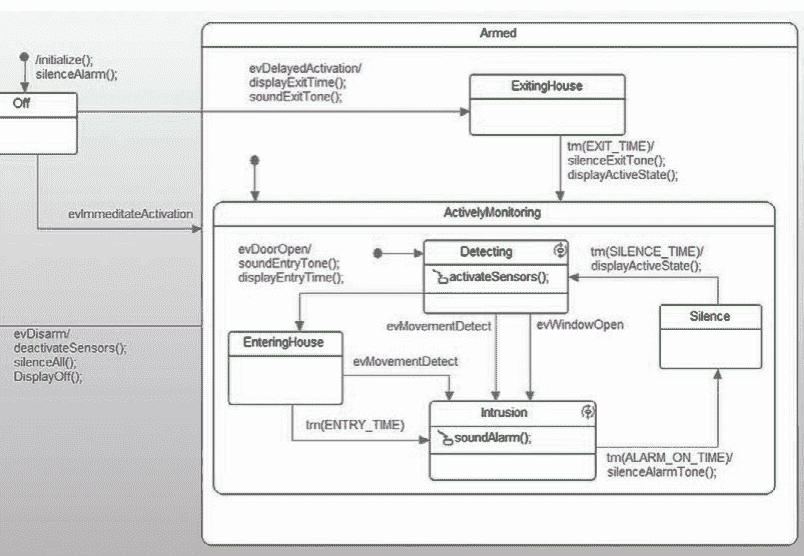 Armed
/initialize();
silenceAlarm();
Off
evDelayedActivation/
displayExitTime();
soundExitTone();
ExitingHouse
tm(EXIT_TIME)/
silenceExitTone();
displayActiveState();
evImmeditateActivation
ActivelyMonitoring
evDoorOpen/
soundEntryTone();
displayEntryTime();
Detecting
activateSensors();
tm(SILENCE_TIME)/
displayActiveState();
evDisarm/
deactivateSensors();
silenceAll();
DisplayOff();
EnteringHouse
evMovementDetect
evWindowOpen
Silence
evMovementDetect
tm(ENTRY_TIME)
Intrusion
soundAlarm();
tm(ALARM_ON_TIME)/
silenceAlarmTone();